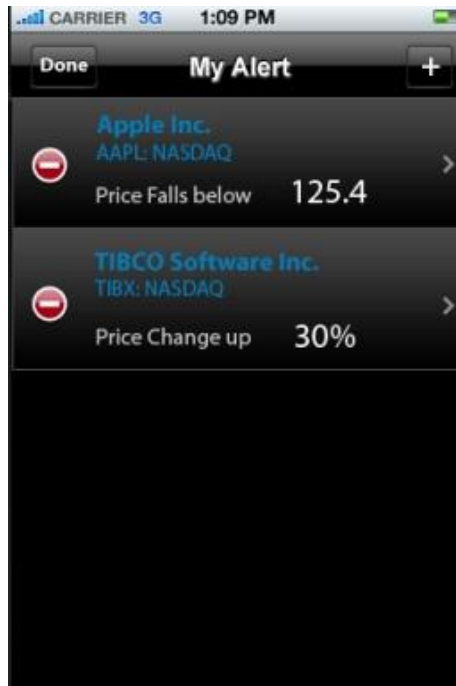 CARRIER 3G 1:09 PM
Done My Alert +
Apple Inc.
AAPL: NASDAQ
Price Falls below 125.4
TIBCO Software Inc.
TIBX: NASDAQ
Price Change up 30%